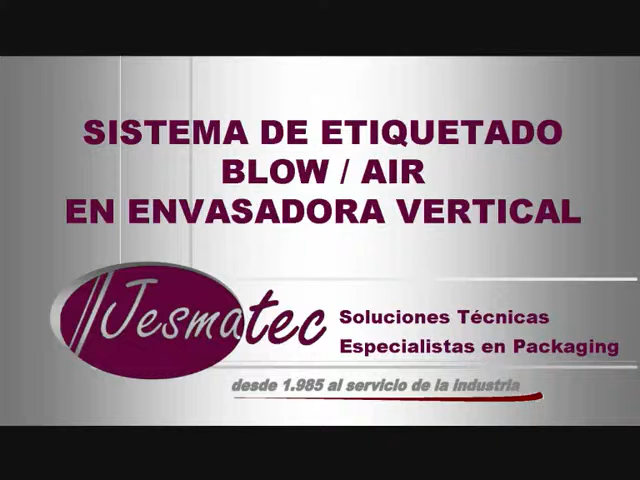 SISTEMA DE ETIQUETADO
BLOW / AIR
EN ENVASADORA VERTICAL
Jesmatec
Soluciones Técnicas
Especialistas en Packaging
desde 1.985 al servicio de la industria